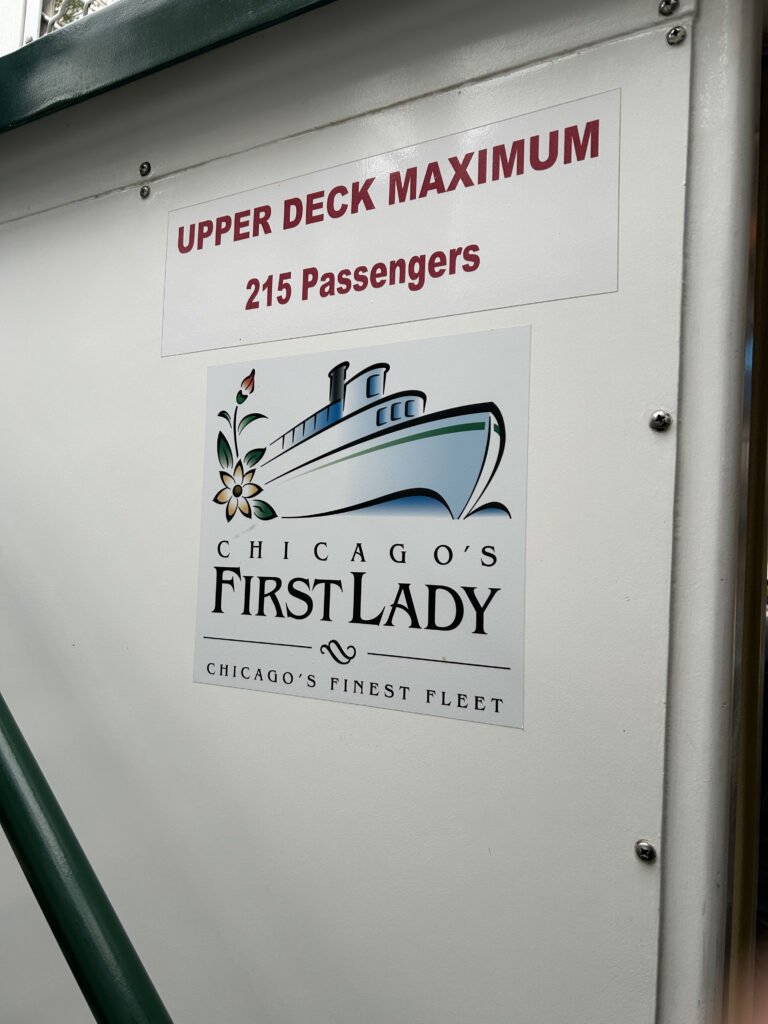 UPPER DECK MAXIMUM
215 Passengers
CHICAGO'S
FIRST LADY
CHICAGO'S FINEST FLEET